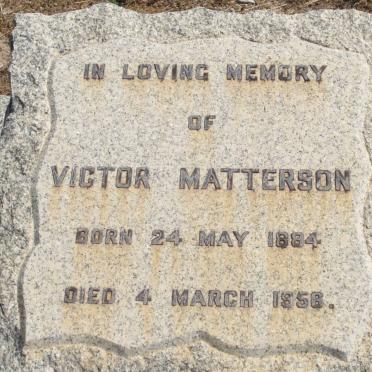 IN LOVING MEMORY
OF
VICTOR MATTERSON
BORN 24 MAY 1884
DIED 4 MARCH 1958.